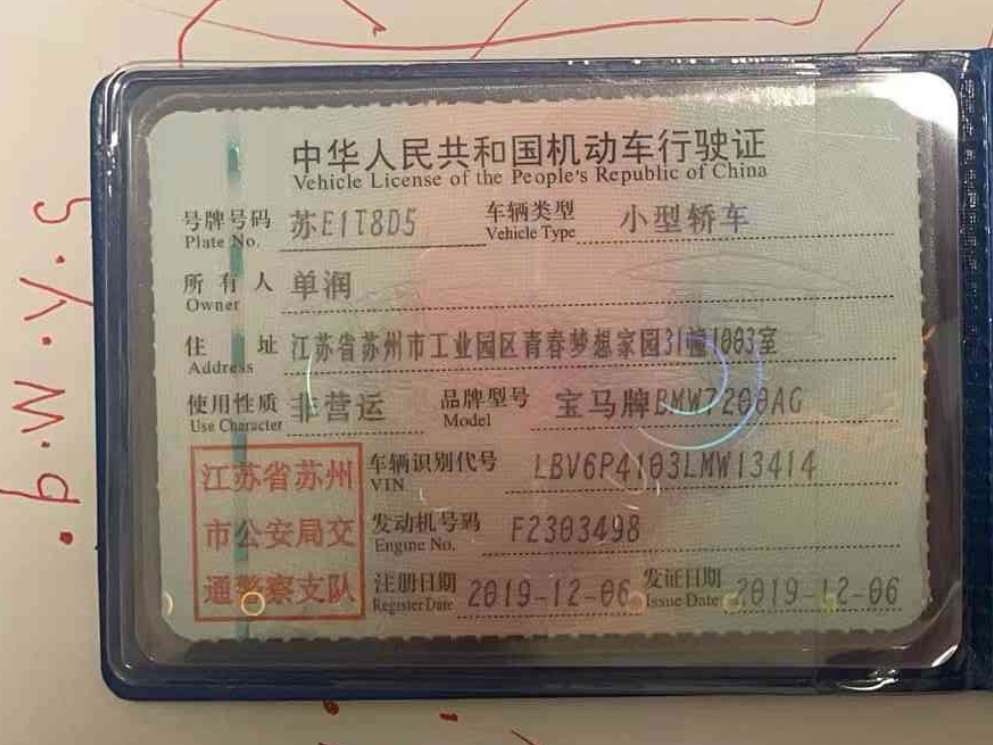 中华人民共和国机动车行驶证
Vehicle License of the People's Republic of China
号牌号码 苏E1T8D5 车辆类型 小型轿车
Plate No. Vehicle Type
所有人 单润
Owner
住址 江苏省苏州市工业园区青春梦想家园31幢1003室
Address
使用性质 非营运 品牌型号 宝马牌BMW7200AG
Use Character Model
江苏省苏州
市公安局交
通警察支队
车辆识别代号 LBV6P4103LMW13414
VIN
发动机号码 F2303498
Engine No.
注册日期 2019-12-06 发证日期 2019-12-06
Register Date Issue Date